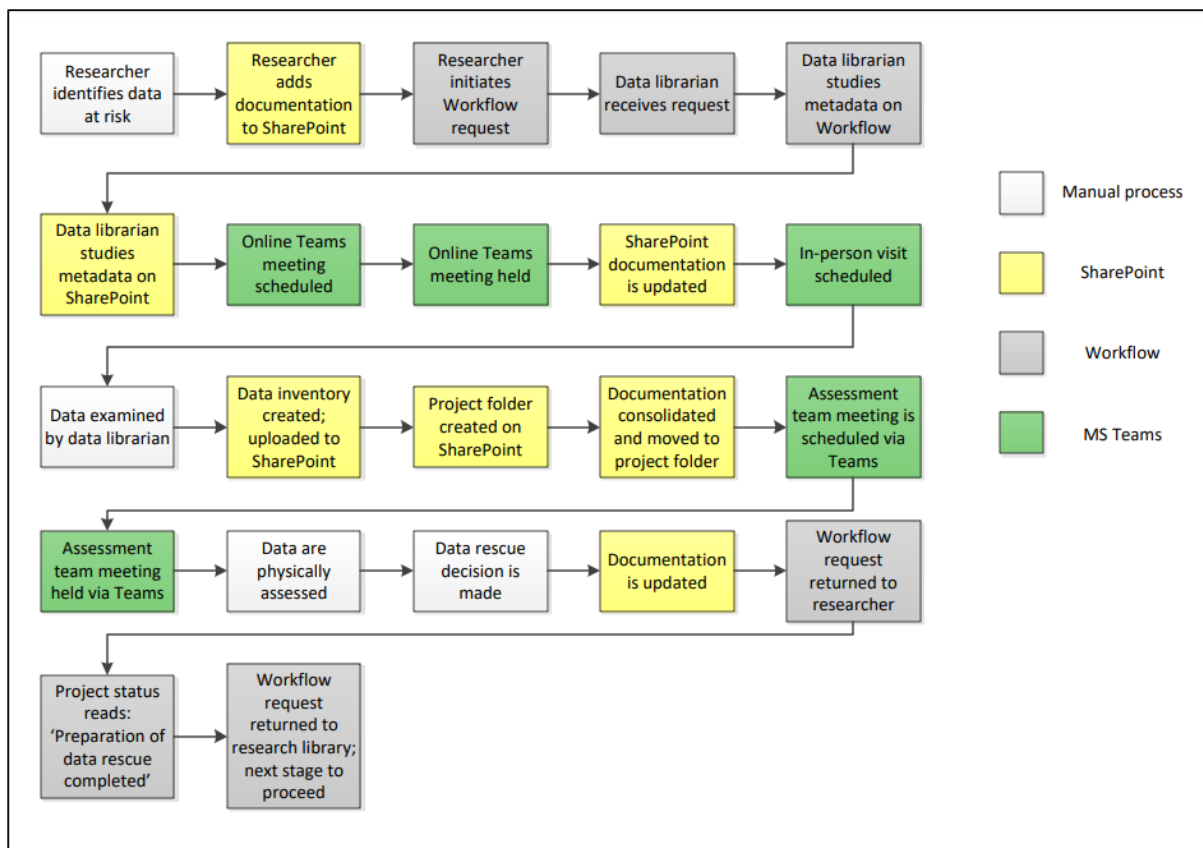 Researcher
identifies data
at risk
Researcher
adds
documentation
to SharePoint
Researcher
initiates
Workflow
request
Data librarian
receives request
Data librarian
studies
metadata on
Workflow
Data librarian
studies
metadata on
SharePoint
Online Teams
meeting
scheduled
Online Teams
meeting held
SharePoint
documentation
is updated
In-person visit
scheduled
Data examined
by data librarian
Data inventory
created;
uploaded to
SharePoint
Project folder
created on
SharePoint
Documentation
consolidated
and moved to
project folder
Assessment
team meeting is
scheduled via
Teams
Assessment
team meeting
held via Teams
Data are
physically
assessed
Data rescue
decision is
made
Documentation
is updated
Workflow
request
returned to
researcher
Project status
reads:
‘Preparation of
data rescue
completed’
Workflow
request
returned to
research library;
next stage to
proceed
Manual process
SharePoint
Workflow
MS Teams